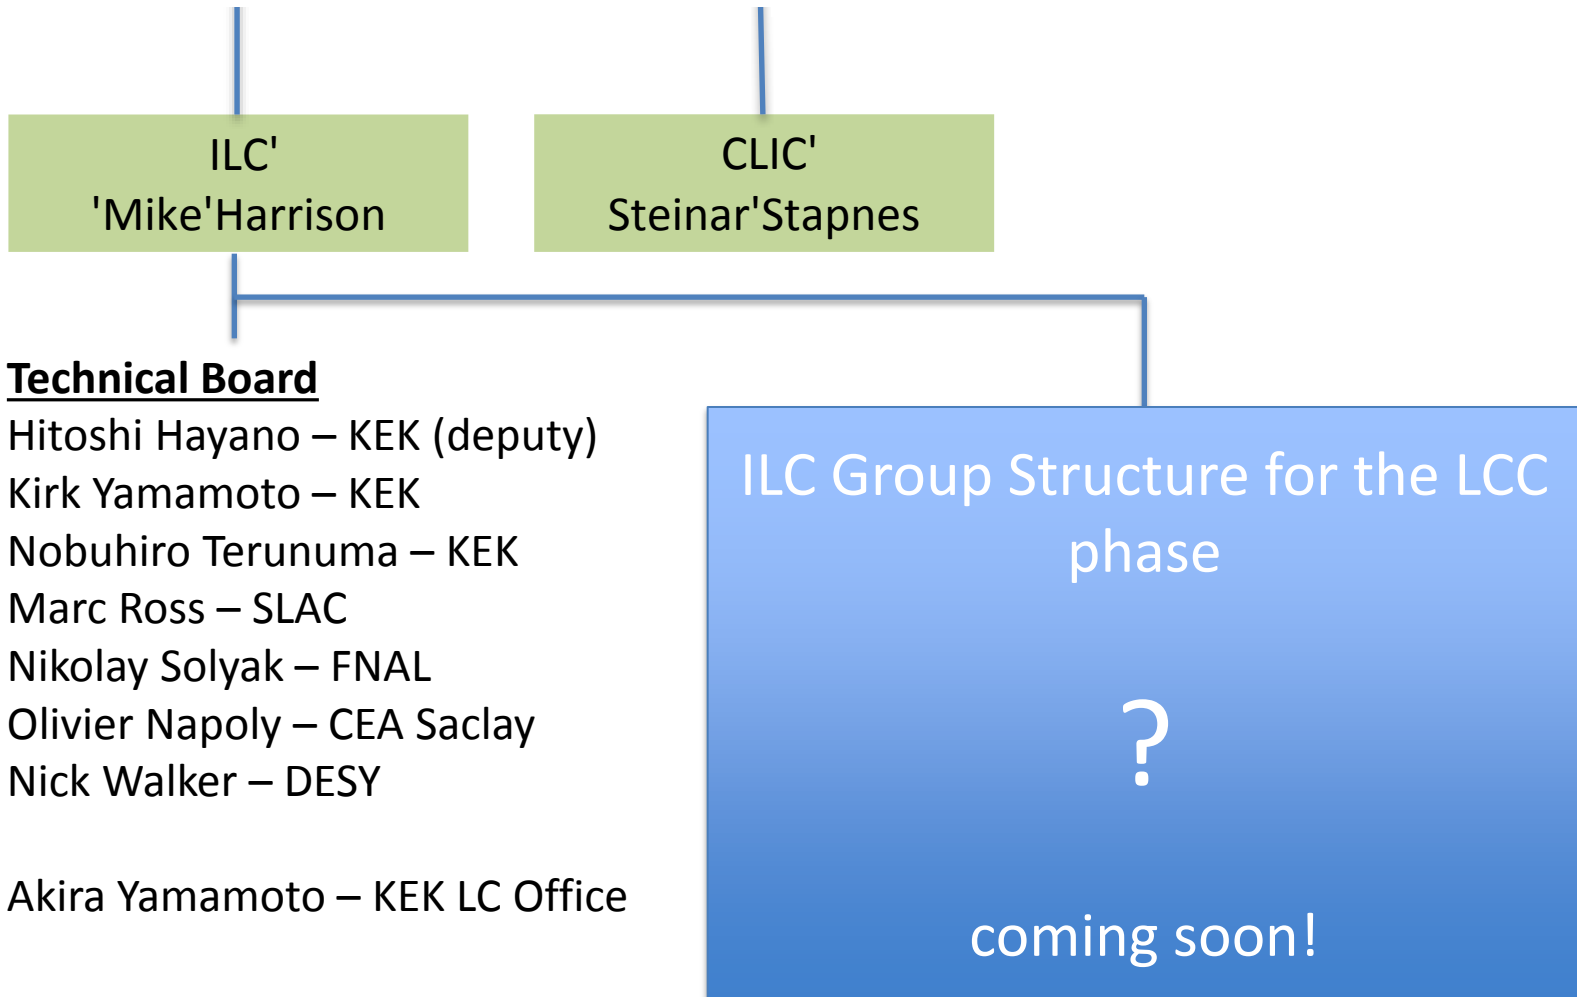 ILC'
'Mike'Harrison
CLIC'
Steinar'Stapnes
Technical Board
Hitoshi Hayano – KEK (deputy)
Kirk Yamamoto – KEK
Nobuhiro Terunuma – KEK
Marc Ross – SLAC
Nikolay Solyak – FNAL
Olivier Napoly – CEA Saclay
Nick Walker – DESY
Akira Yamamoto – KEK LC Office
ILC Group Structure for the LCC
phase
?
coming soon!